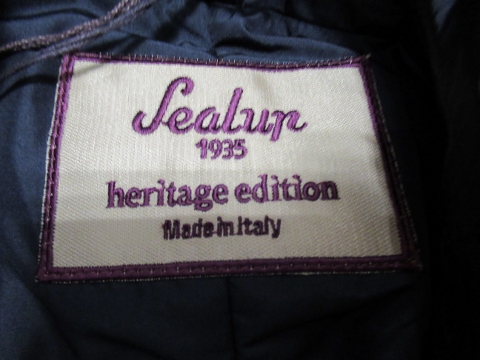 Sealup
1935
heritage edition
Made in Italy